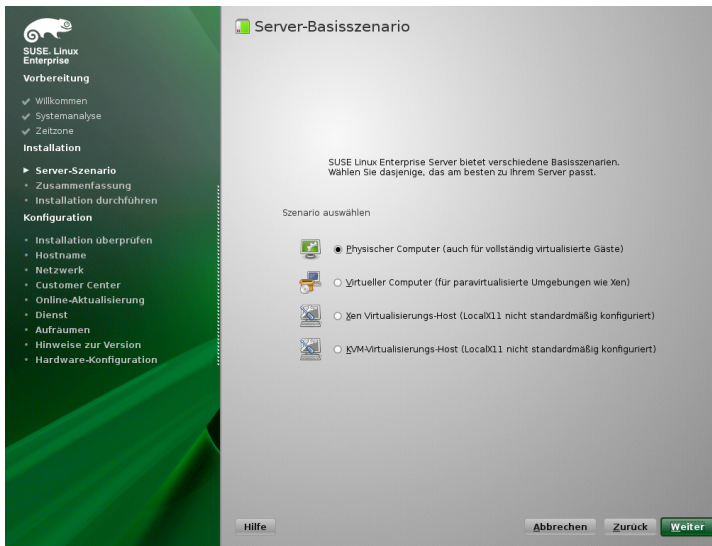 SUSE. Linux
Enterprise
Vorbereitung
Willkommen
Systemanalyse
Zeitzone
Installation
Server-Szenario
Zusammenfassung
Installation durchführen
Konfiguration
Installation überprüfen
Hostname
Netzwerk
Customer Center
Online-Aktualisierung
Dienst
Aufräumen
Hinweise zur Version
Hardware-Konfiguration
Server-Basisszenario
SUSE Linux Enterprise Server bietet verschiedene Basisszenarien.
Wählen Sie dasjenige, das am besten zu Ihrem Server passt.
Szenario auswählen
Physischer Computer (auch für vollständig virtualisierte Gäste)
Virtueller Computer (für paravirtualisierte Umgebungen wie Xen)
Xen Virtualisierungs-Host (LocalX11 nicht standardmäßig konfiguriert)
KVM-Virtualisierungs-Host (LocalX11 nicht standardmäßig konfiguriert)
Hilfe
Abbrechen
Zurück
Weiter